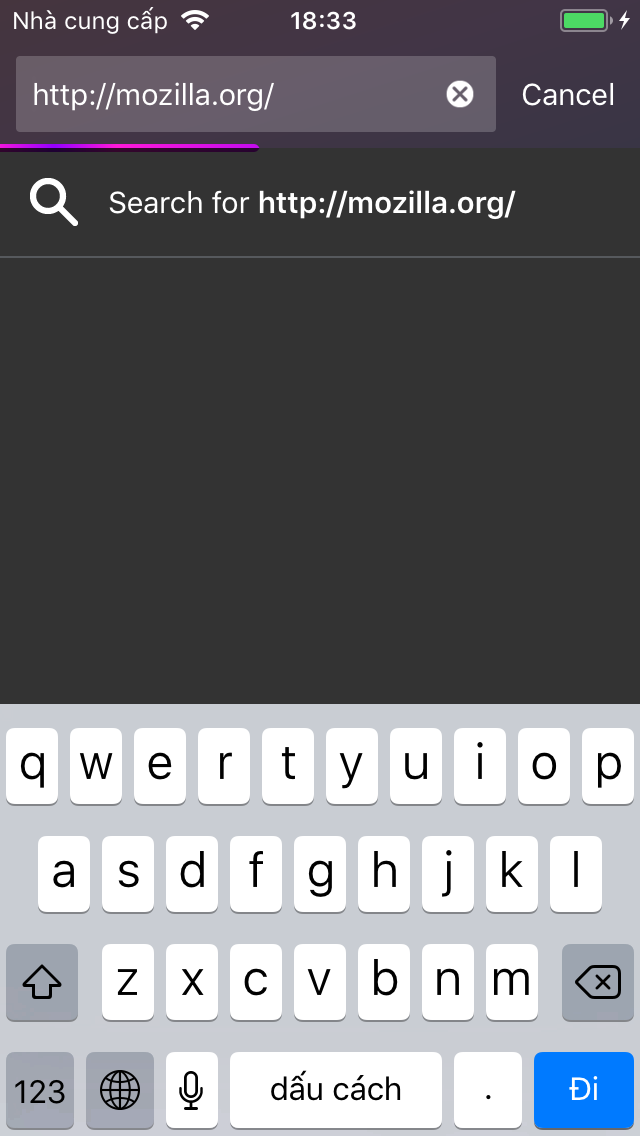 Nhà cung cấp 18:33
http://mozilla.org/ Cancel
Search for http://mozilla.org/
q w e r t y u i o p
a s d f g h j k l
z x c v b n m
123 dấu cách . Đi